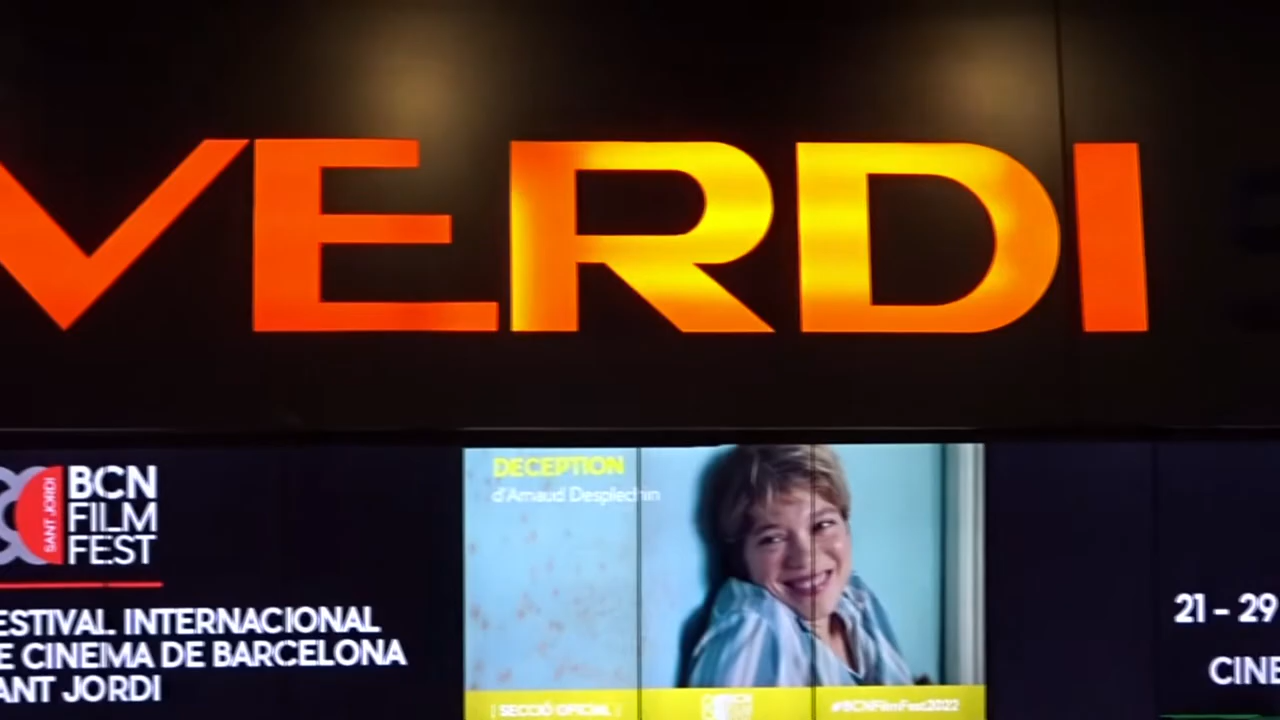 VERDI
BCN
FILM
FEST
SANT JORDI
ESTIVAL INTERNACIONAL
E CINEMA DE BARCELONA
ANT JORDI
DECEPTION
d'Arnaud Desplechin
[ SECCIÓ OFICIAL ]
#BCNFilmFest2022
21 - 29
CINE